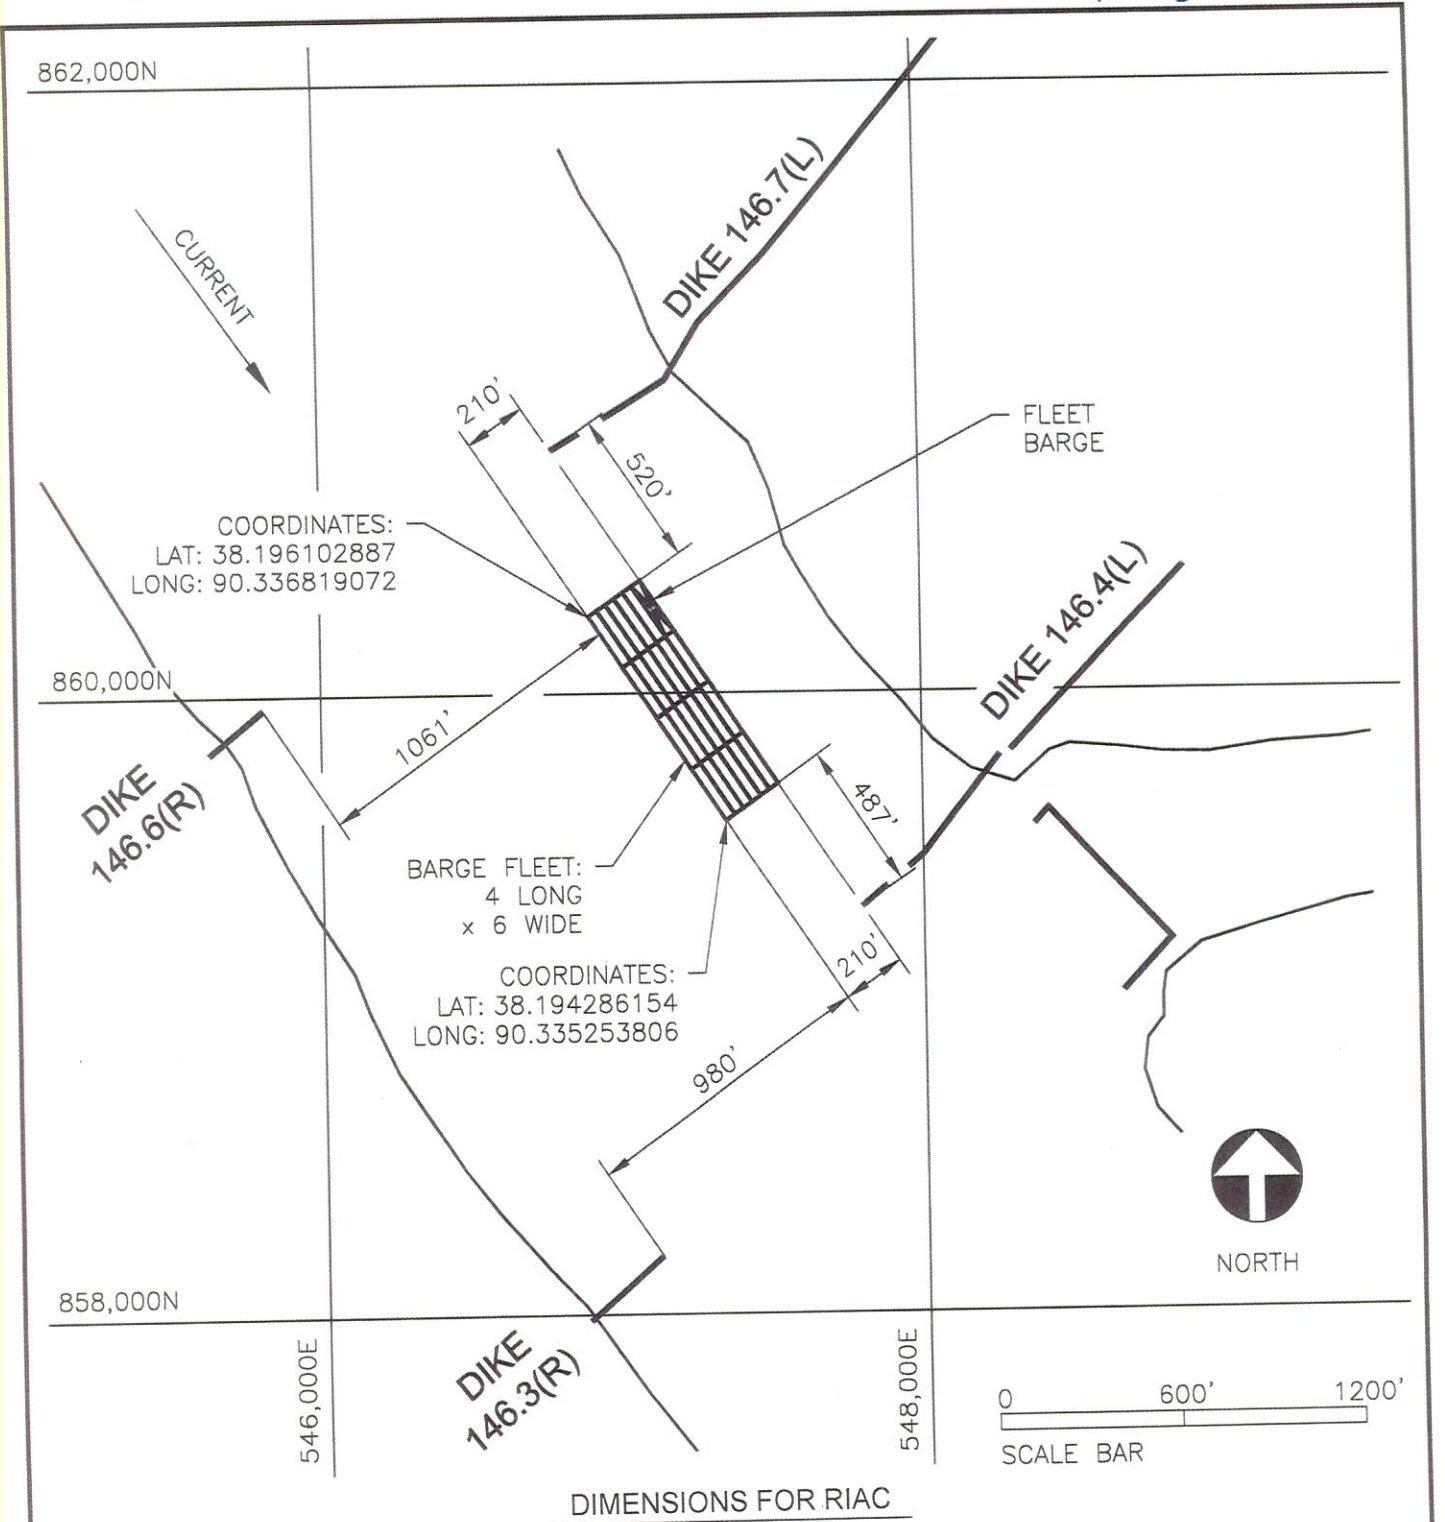 862,000N
DIKE 146.7(L)
CURRENT
210'
520'
FLEET
BARGE
COORDINATES:
LAT: 38.196102887
LONG: 90.336819072
DIKE 146.4(L)
860,000N
1061'
DIKE
146.6(R)
487'
BARGE FLEET:
4 LONG
x 6 WIDE
210'
COORDINATES:
LAT: 38.194286154
LONG: 90.335253806
980'
NORTH
858,000N
DIKE
146.3(R)
546,000E
548,000E
0 600' 1200'
SCALE BAR
DIMENSIONS FOR RIAC